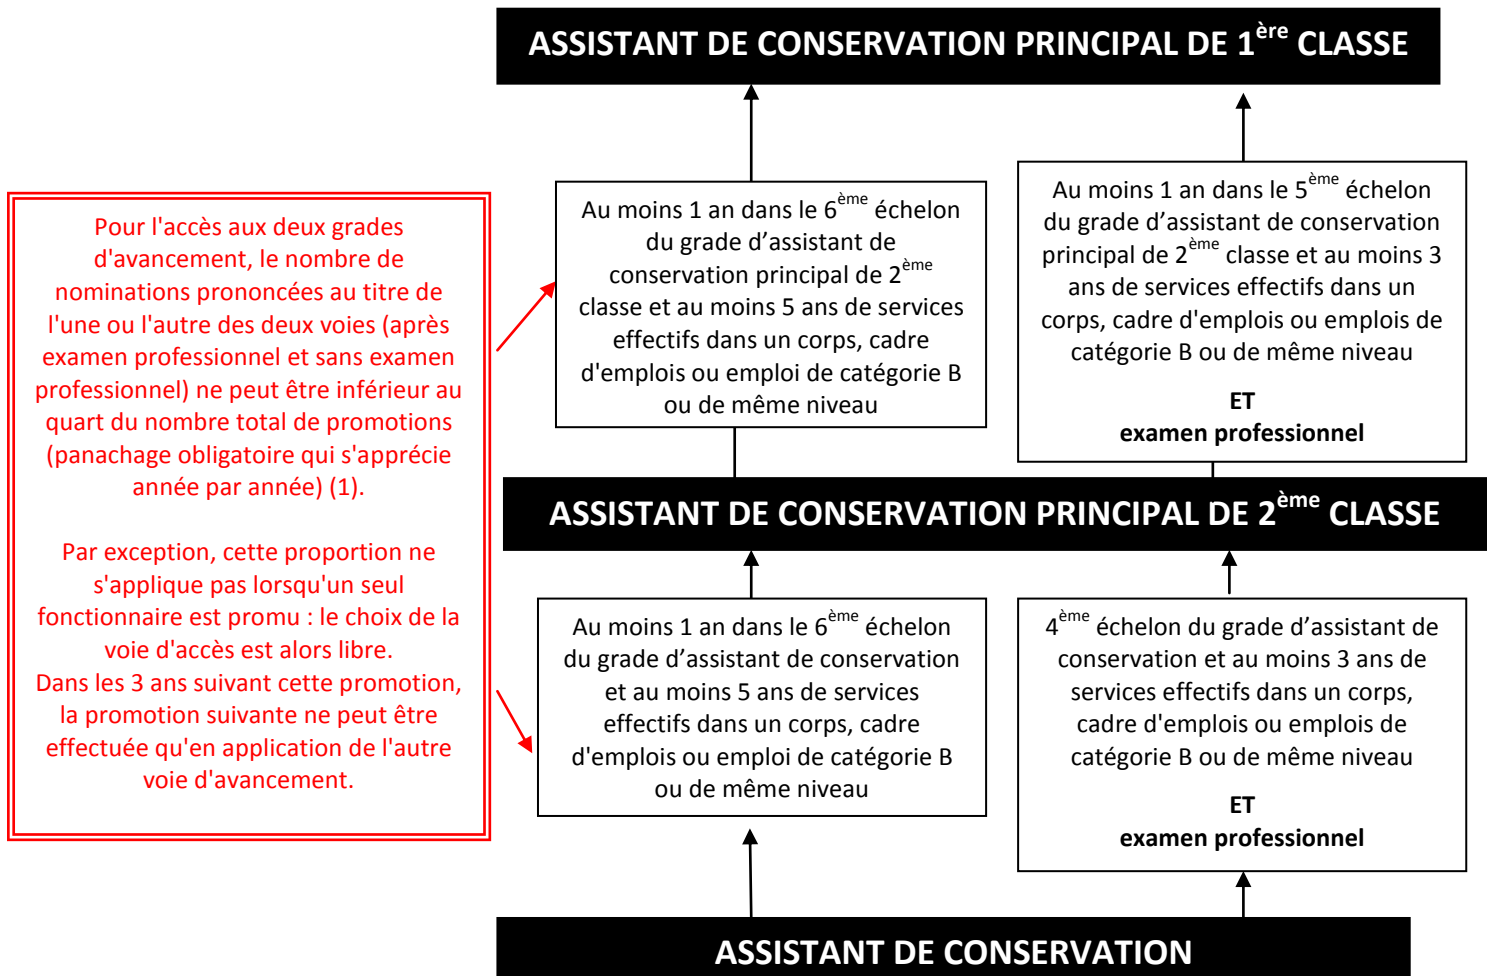 ASSISTANT DE CONSERVATION PRINCIPAL DE 1ère CLASSE
Pour l'accès aux deux grades
d'avancement, le nombre de
nominations prononcées au titre de
l'une ou l'autre des deux voies (après
examen professionnel et sans examen
professionnel) ne peut être inférieur au
quart du nombre total de promotions
(panachage obligatoire qui s'apprécie
année par année) (1).
Par exception, cette proportion ne
s'applique pas lorsqu'un seul
fonctionnaire est promu : le choix de la
voie d'accès est alors libre.
Dans les 3 ans suivant cette promotion,
la promotion suivante ne peut être
effectuée qu'en application de l'autre
voie d'avancement.
Au moins 1 an dans le 6ème échelon
du grade d’assistant de
conservation principal de 2ème
classe et au moins 5 ans de services
effectifs dans un corps, cadre
d'emplois ou emploi de catégorie B
ou de même niveau
Au moins 1 an dans le 5ème échelon
du grade d’assistant de conservation
principal de 2ème classe et au moins 3
ans de services effectifs dans un
corps, cadre d'emplois ou emplois de
catégorie B ou de même niveau
ET
examen professionnel
ASSISTANT DE CONSERVATION PRINCIPAL DE 2ème CLASSE
Au moins 1 an dans le 6ème échelon
du grade d’assistant de conservation
et au moins 5 ans de services
effectifs dans un corps, cadre
d'emplois ou emploi de catégorie B
ou de même niveau
4ème échelon du grade d’assistant de
conservation et au moins 3 ans de
services effectifs dans un corps,
cadre d'emplois ou emplois de
catégorie B ou de même niveau
ET
examen professionnel
ASSISTANT DE CONSERVATION